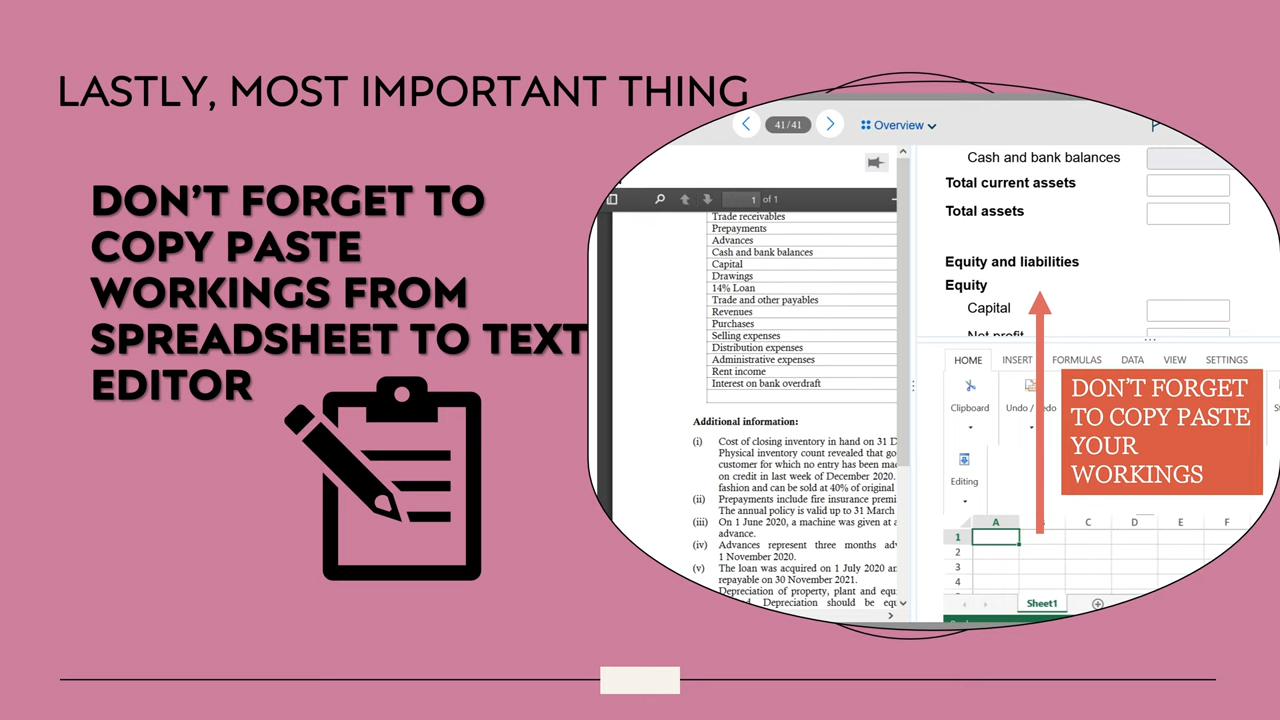 LASTLY, MOST IMPORTANT THING
DON'T FORGET TO
COPY PASTE
WORKINGS FROM
SPREADSHEET TO TEXT
EDITOR
41/41
Overview
1 of 1
Trade receivables
Prepayments
Advances
Cash and bank balances
Capital
Drawings
14% Loan
Trade and other payables
Revenues
Purchases
Selling expenses
Distribution expenses
Administrative expenses
Rent income
Interest on bank overdraft
Additional information:
(i) Cost of closing inventory in hand on 31 D
Physical inventory count revealed that go
customer for which no entry has been ma
on credit in last week of December 2020.
fashion and can be sold at 40% of original
(ii) Prepayments include fire insurance premi
The annual policy is valid up to 31 March
(iii) On 1 June 2020, a machine was given at a
advance.
(iv) Advances represent three months adv
1 November 2020.
(v) The loan was acquired on 1 July 2020 an
repayable on 30 November 2021.
Depreciation of property, plant and equi
Depreciation should be equ
Cash and bank balances
Total current assets
Total assets
Equity and liabilities
Equity
Capital
Net profit
HOME INSERT FORMULAS DATA VIEW SETTINGS
Clipboard
Undo / Redo
Editing
DON'T FORGET
TO COPY PASTE
YOUR
WORKINGS
A B C D E F
1
2
3
4
Sheet1